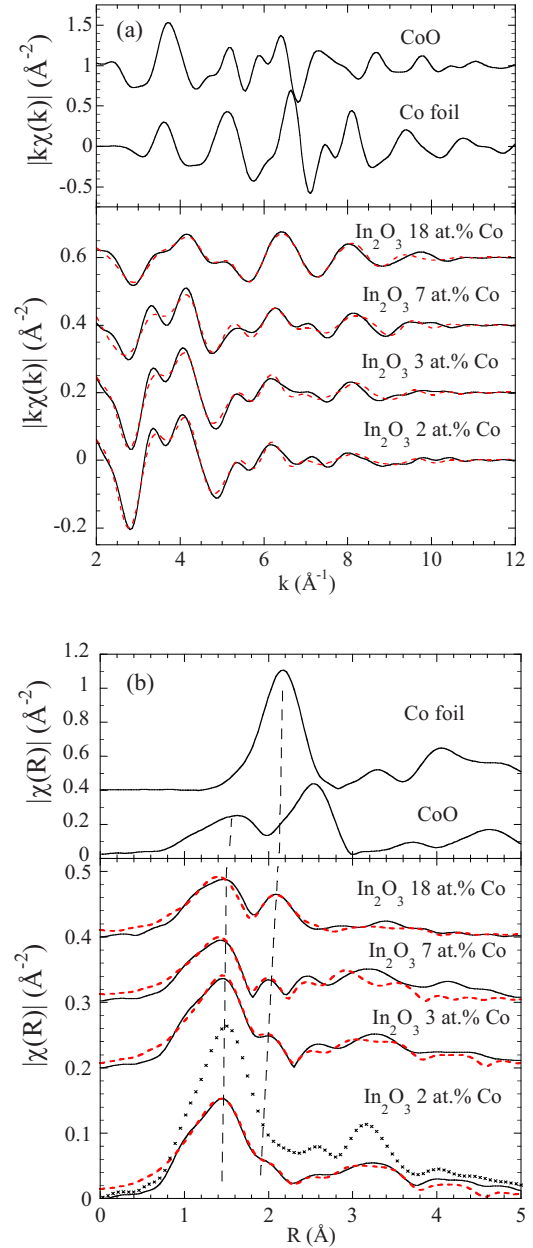 (a)
|kχ(k)| (Å⁻²)
1.5
1
0.5
0
-0.5
CoO
Co foil
|kχ(k)| (Å⁻²)
0.6
0.4
0.2
0
-0.2
In₂O₃ 18 at.% Co
In₂O₃ 7 at.% Co
In₂O₃ 3 at.% Co
In₂O₃ 2 at.% Co
2 4 6 8 10 12
k (Å⁻¹)
(b)
|χ(R)| (Å⁻²)
1.2
1
0.8
0.6
0.4
0.2
0
Co foil
CoO
|χ(R)| (Å⁻²)
0.5
0.4
0.3
0.2
0.1
0
In₂O₃ 18 at.% Co
In₂O₃ 7 at.% Co
In₂O₃ 3 at.% Co
In₂O₃ 2 at.% Co
0 1 2 3 4 5
R (Å)